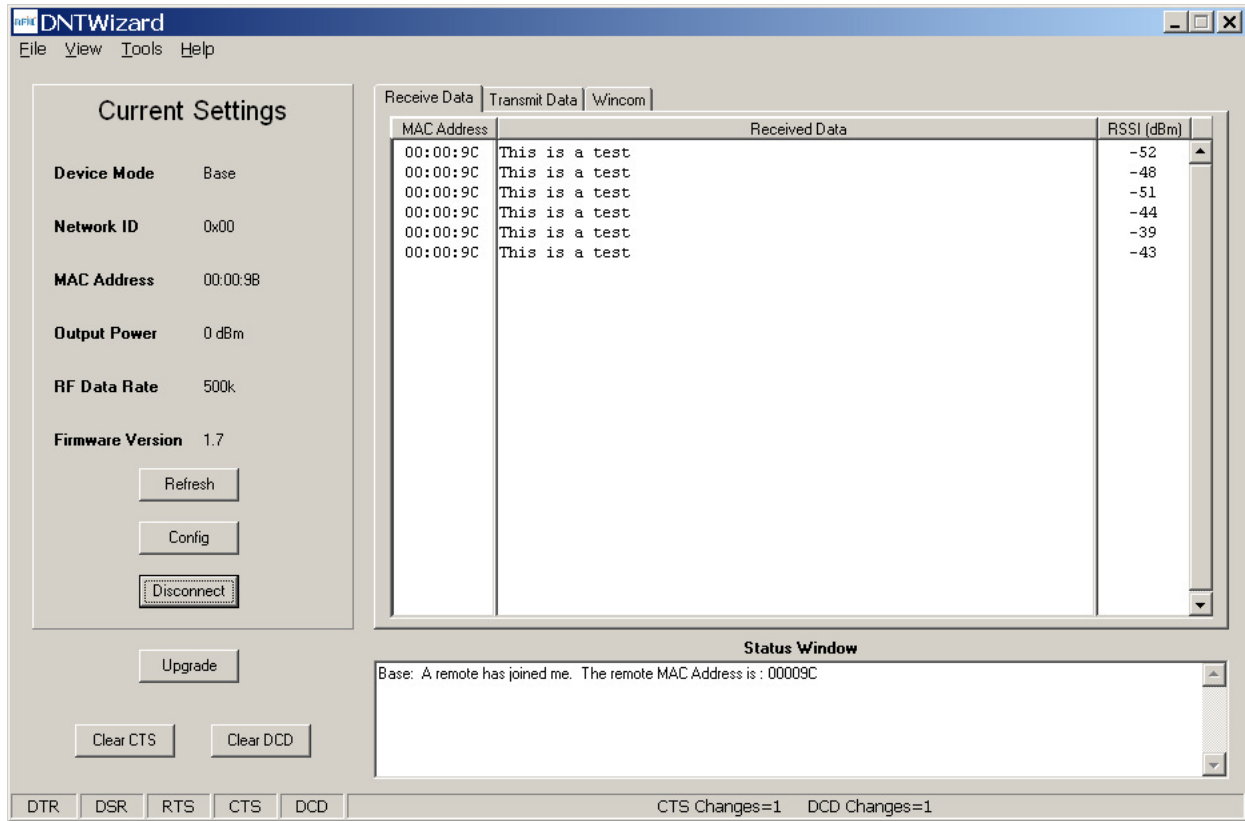 DNTWizard
File View Tools Help
Current Settings
Device Mode Base
Network ID 0x00
MAC Address 00:00:9B
Output Power 0 dBm
RF Data Rate 500k
Firmware Version 1.7
Refresh
Config
Disconnect
Upgrade
Clear CTS Clear DCD
Receive Data Transmit Data Wincom
MAC Address Received Data RSSI (dBm)
00:00:9C This is a test -52
00:00:9C This is a test -48
00:00:9C This is a test -51
00:00:9C This is a test -44
00:00:9C This is a test -39
00:00:9C This is a test -43
Status Window
Base: A remote has joined me. The remote MAC Address is : 00009C
DTR DSR RTS CTS DCD CTS Changes=1 DCD Changes=1